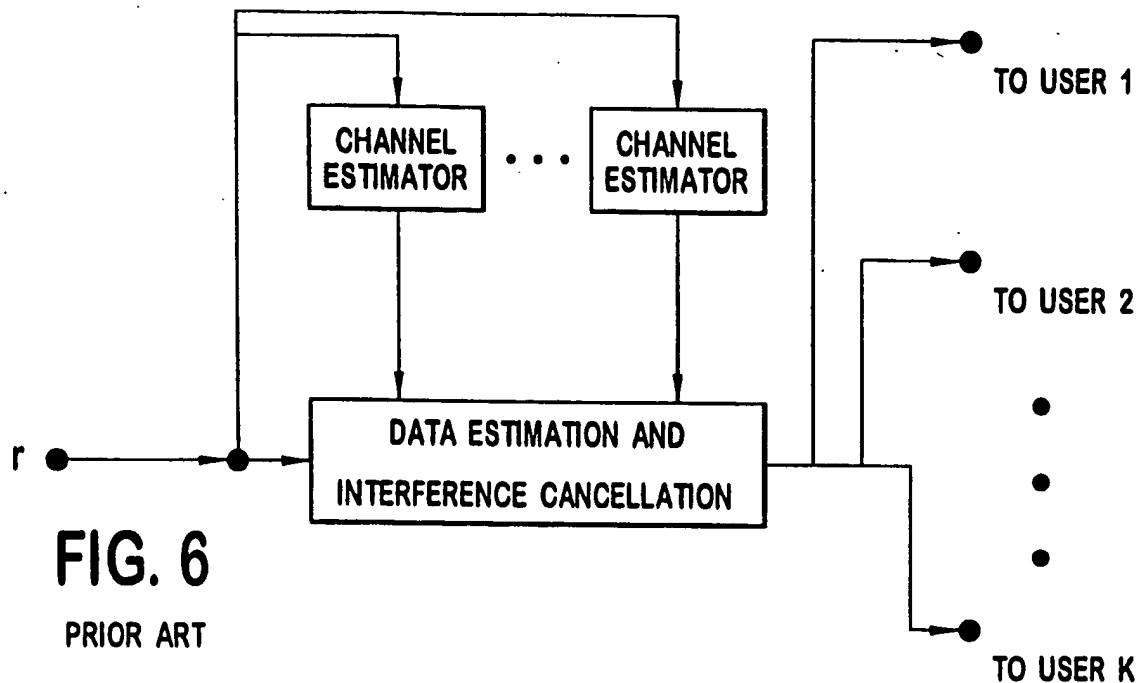 TO USER 1
CHANNEL
ESTIMATOR
CHANNEL
ESTIMATOR
TO USER 2
r
DATA ESTIMATION AND
INTERFERENCE CANCELLATION
FIG. 6
PRIOR ART
TO USER K